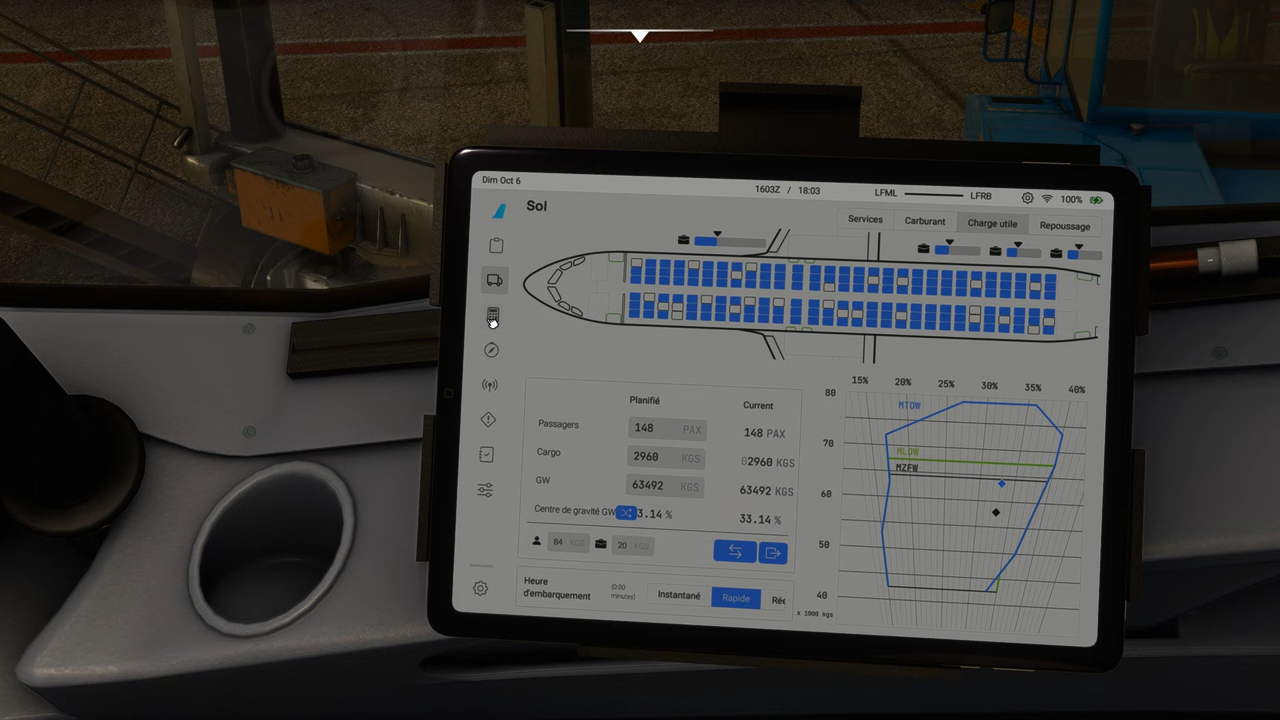 Dim Oct 6
1603Z / 18:03
LFML
LFRB
100%
Sol
Services
Carburant
Charge utile
Repoussage
Planifié
Current
Passagers
148 PAX
148 PAX
Cargo
2960 KGS
02960 KGS
GW
63492 KGS
63492 KGS
Centre de gravité GW
3.14 %
33.14 %
84 KGS
20 KGS
Heure
d'embarquement
(0:00
minutes)
Instantané
Rapide
15%
20%
25%
30%
35%
40%
80
70
60
50
40
x 1000 kgs
MTOW
MLDW
MZFW